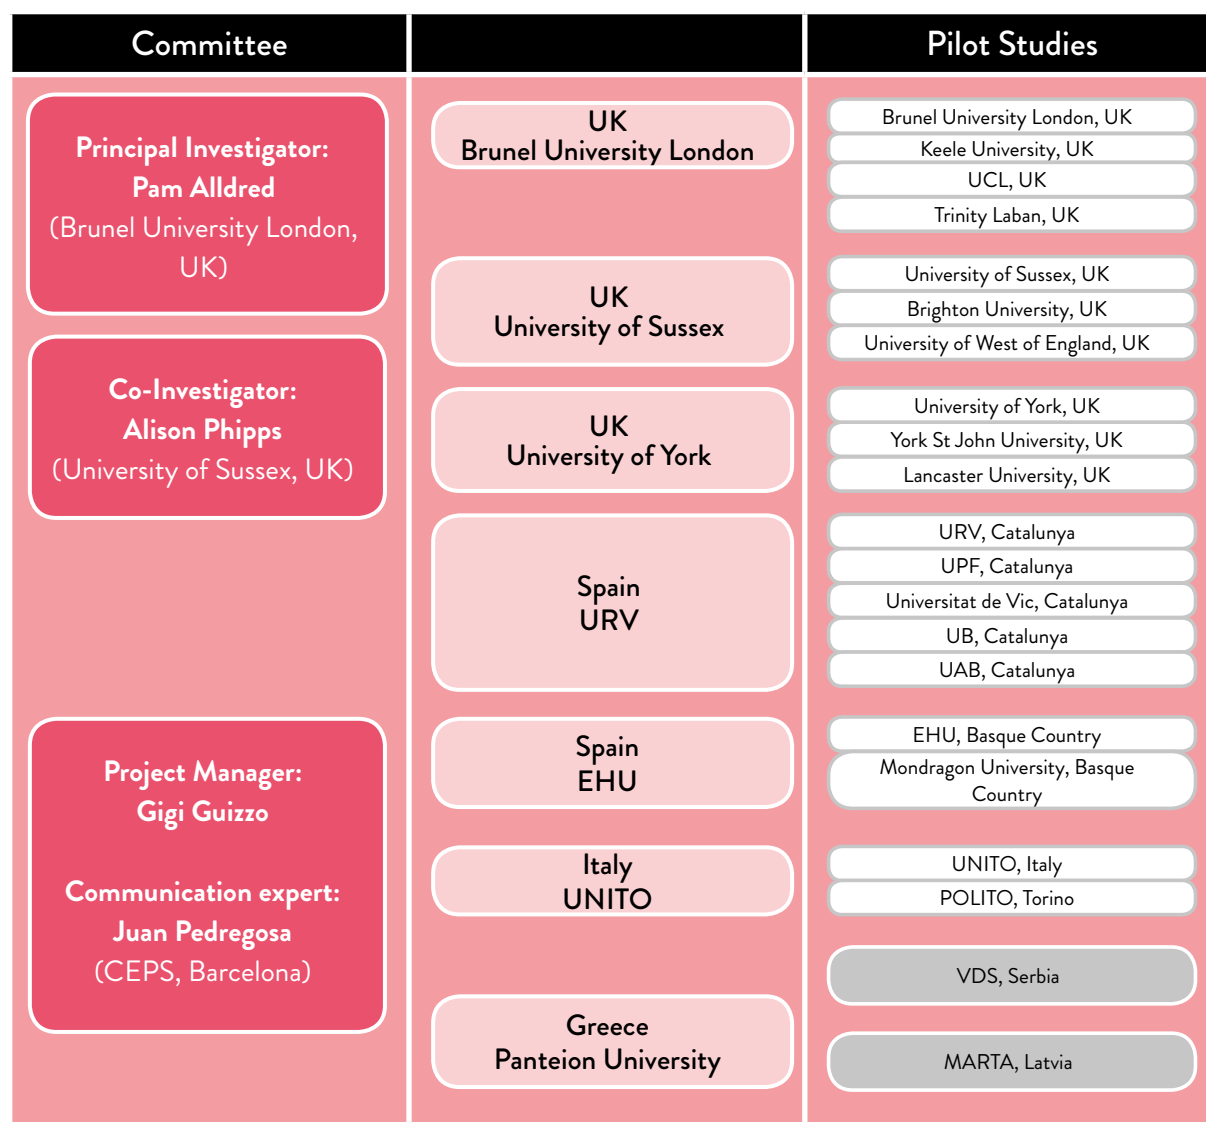 Committee
Pilot Studies
Principal Investigator:
Pam Alldred
(Brunel University London,
UK)
Co-Investigator:
Alison Phipps
(University of Sussex, UK)
Project Manager:
Gigi Guizzo
Communication expert:
Juan Pedregosa
(CEPS, Barcelona)
UK
Brunel University London
UK
University of Sussex
UK
University of York
Spain
URV
Spain
EHU
Italy
UNITO
Greece
Panteion University
Brunel University London, UK
Keele University, UK
UCL, UK
Trinity Laban, UK
University of Sussex, UK
Brighton University, UK
University of West of England, UK
University of York, UK
York St John University, UK
Lancaster University, UK
URV, Catalunya
UPF, Catalunya
Universitat de Vic, Catalunya
UB, Catalunya
UAB, Catalunya
EHU, Basque Country
Mondragon University, Basque
Country
UNITO, Italy
POLITO, Torino
VDS, Serbia
MARTA, Latvia